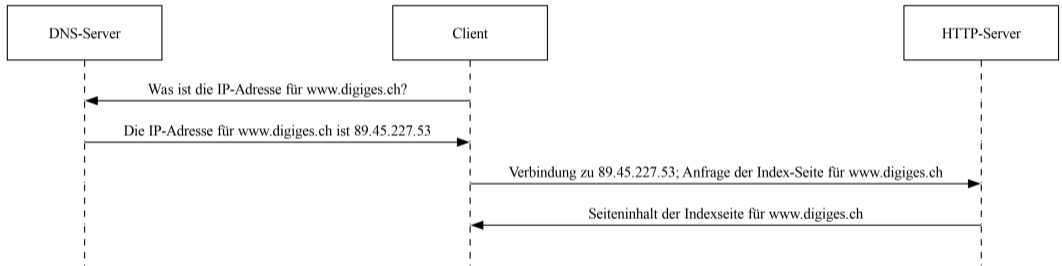 DNS-Server
Client
HTTP-Server
Was ist die IP-Adresse für www.digiges.ch?
Die IP-Adresse für www.digiges.ch ist 89.45.227.53
Verbindung zu 89.45.227.53; Anfrage der Index-Seite für www.digiges.ch
Seiteninhalt der Indexseite für www.digiges.ch